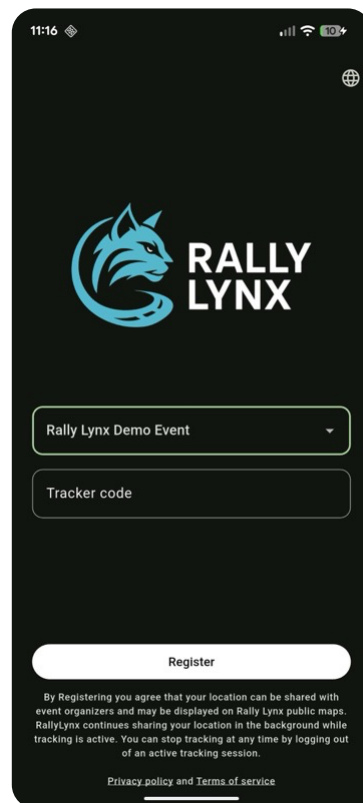 11:16
10
RALLY
LYNX
Rally Lynx Demo Event
Tracker code
Register
By Registering you agree that your location can be shared with
event organizers and may be displayed on Rally Lynx public maps.
RallyLynx continues sharing your location in the background while
tracking is active. You can stop tracking at any time by logging out
of an active tracking session.
Privacy policy and Terms of service